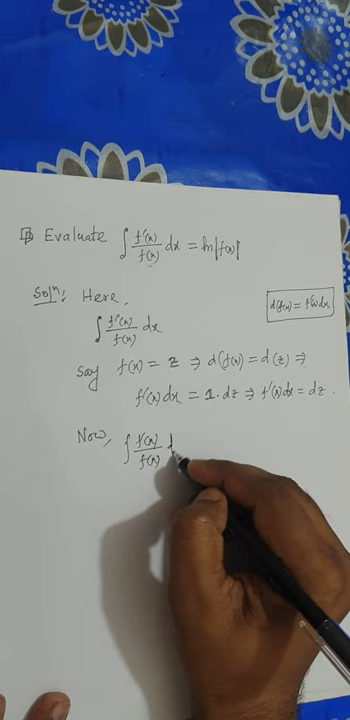 Evaluate ∫ f'(x)/f(x) dx = ln|f(x)|
Solⁿ: Here,
d(f(x)) = f'(x)dx
∫ f'(x)/f(x) dx
Say f(x) = z ⇒ d(f(x)) = d(z) ⇒
f'(x)dx = 1. dz ⇒ f'(x)dx = dz.
Now, ∫ f'(x)/f(x) d